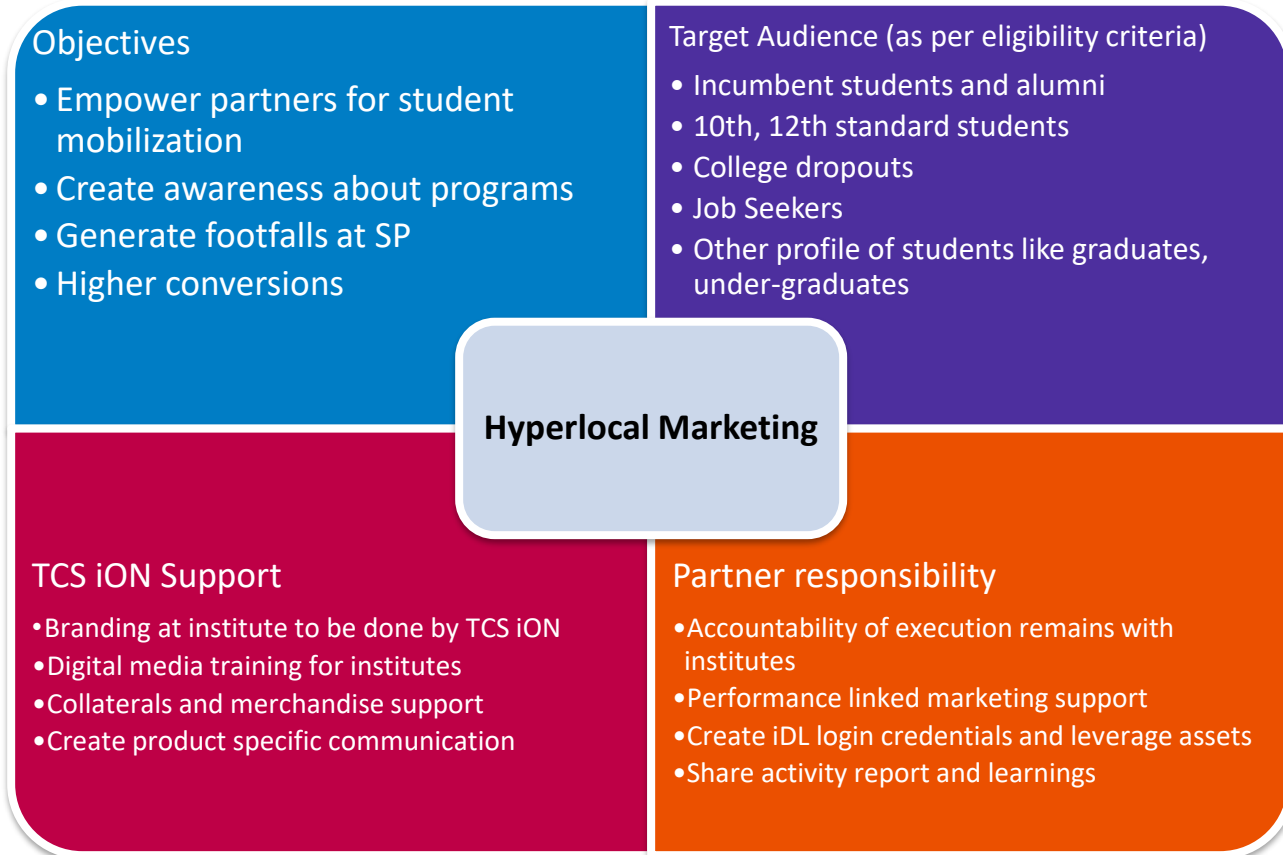 Objectives
• Empower partners for student
mobilization
• Create awareness about programs
• Generate footfalls at SP
• Higher conversions
Target Audience (as per eligibility criteria)
• Incumbent students and alumni
• 10th, 12th standard students
• College dropouts
• Job Seekers
• Other profile of students like graduates,
under-graduates
Hyperlocal Marketing
TCS iON Support
•Branding at institute to be done by TCS iON
•Digital media training for institutes
•Collaterals and merchandise support
•Create product specific communication
Partner responsibility
•Accountability of execution remains with
institutes
•Performance linked marketing support
•Create iDL login credentials and leverage assets
•Share activity report and learnings